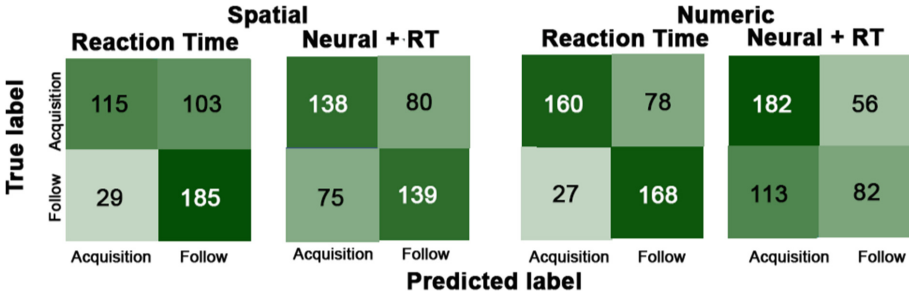 Spatial
Numeric
Reaction Time
Neural + RT
Reaction Time
Neural + RT
True label
Acquisition
Follow
115 103
29 185
138 80
75 139
160 78
27 168
182 56
113 82
Acquisition Follow
Acquisition Follow
Acquisition Follow
Acquisition Follow
Predicted label